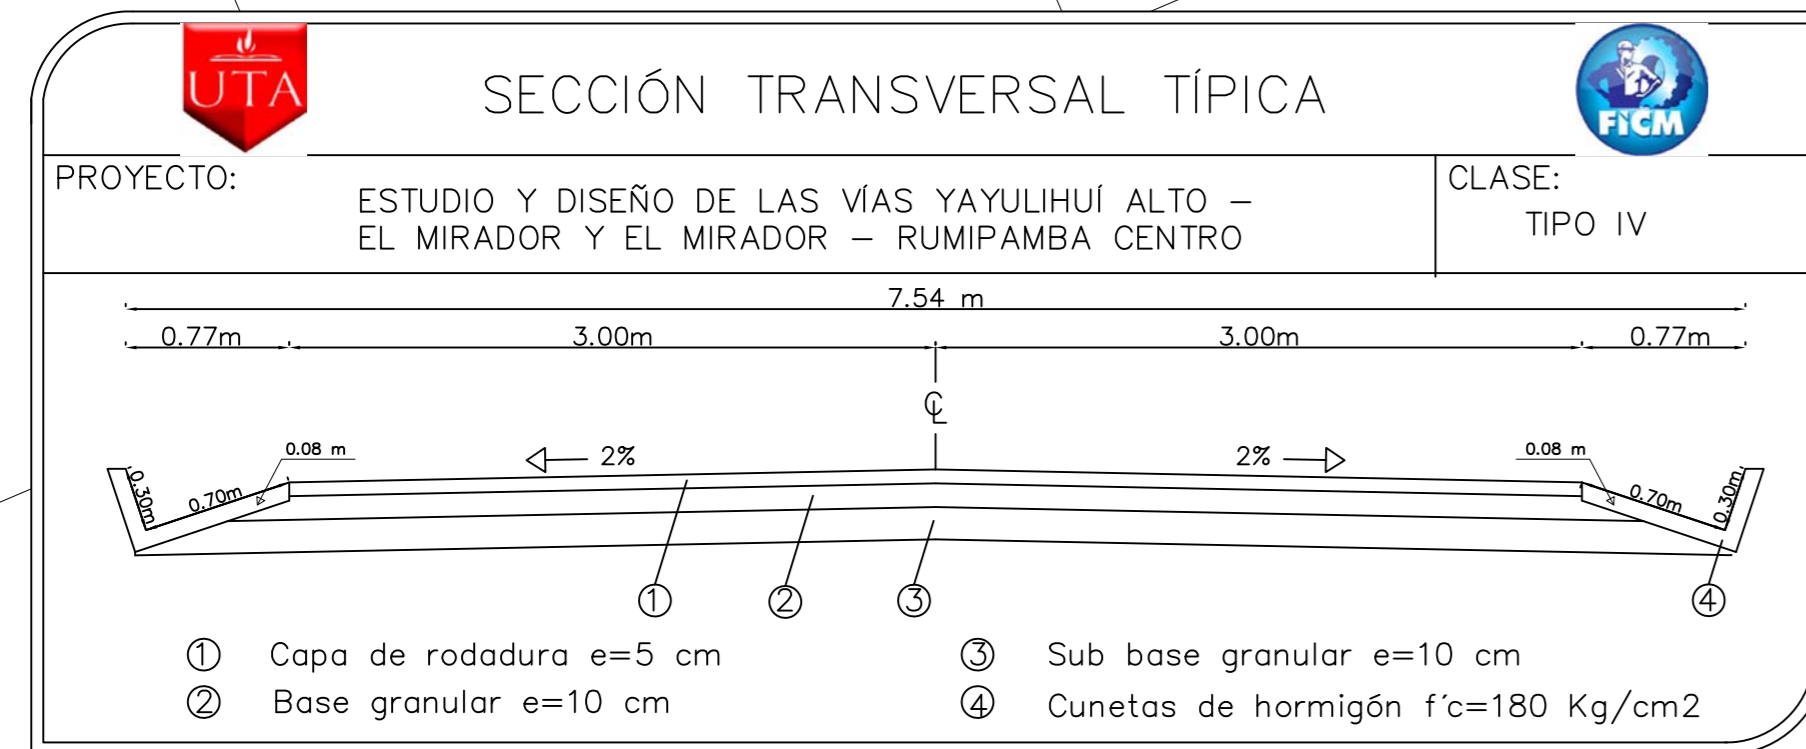 UTA
SECCIÓN TRANSVERSAL TÍPICA
FICM
PROYECTO:
ESTUDIO Y DISEÑO DE LAS VÍAS YAYULIHUÍ ALTO –
EL MIRADOR Y EL MIRADOR – RUMIPAMBA CENTRO
CLASE:
TIPO IV
7.54 m
0.77m 3.00m 3.00m 0.77m
℄
0.08 m 2% 2% 0.08 m
0.30m 0.70m 0.70m 0.30m
1 2 3 4
1 Capa de rodadura e=5 cm
2 Base granular e=10 cm
3 Sub base granular e=10 cm
4 Cunetas de hormigón f´c=180 Kg/cm2